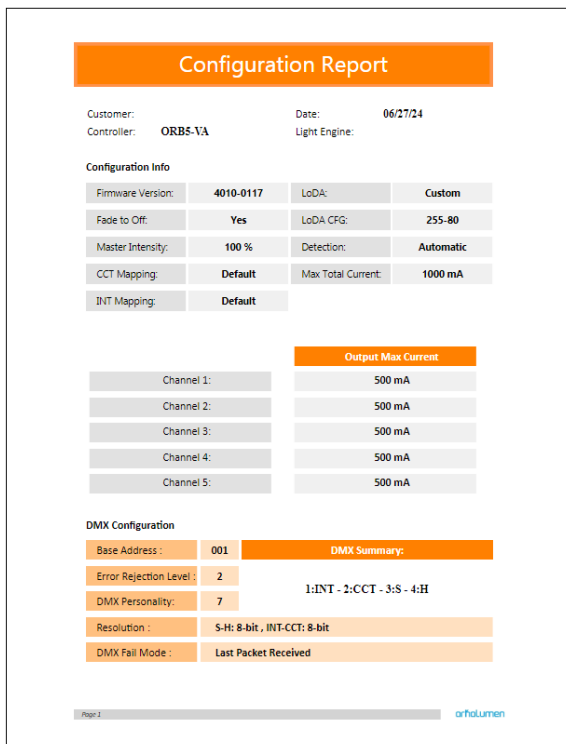 Configuration Report
Customer: Date: 06/27/24
Controller: ORB5-VA Light Engine:
Configuration Info
Firmware Version: 4010-0117 LoDA: Custom
Fade to Off: Yes LoDA CFG: 255-80
Master Intensity: 100 % Detection: Automatic
CCT Mapping: Default Max Total Current: 1000 mA
INT Mapping: Default
Output Max Current
Channel 1: 500 mA
Channel 2: 500 mA
Channel 3: 500 mA
Channel 4: 500 mA
Channel 5: 500 mA
DMX Configuration
Base Address : 001 DMX Summary:
Error Rejection Level : 2
1:INT - 2:CCT - 3:S - 4:H
DMX Personality: 7
Resolution : S-H: 8-bit , INT-CCT: 8-bit
DMX Fail Mode : Last Packet Received
Page 1 arkalumen